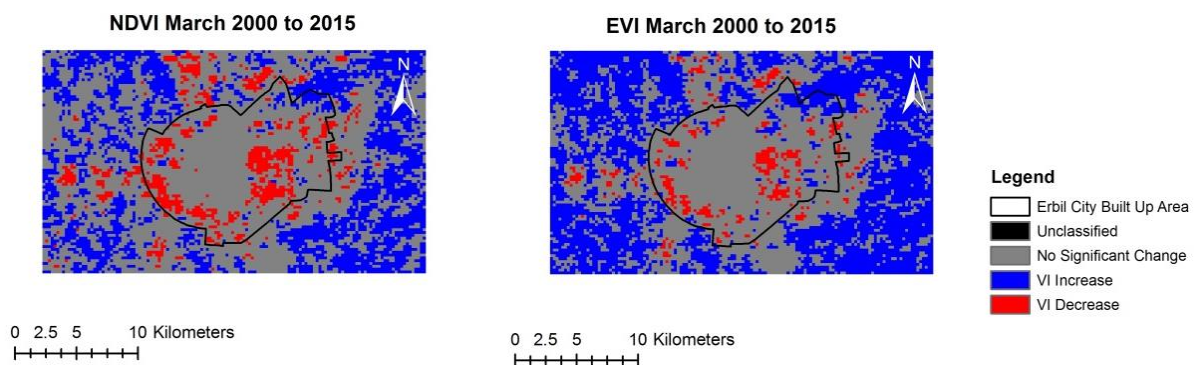 NDVI March 2000 to 2015
N
0 2.5 5 10 Kilometers
EVI March 2000 to 2015
N
0 2.5 5 10 Kilometers
Legend
Erbil City Built Up Area
Unclassified
No Significant Change
VI Increase
VI Decrease